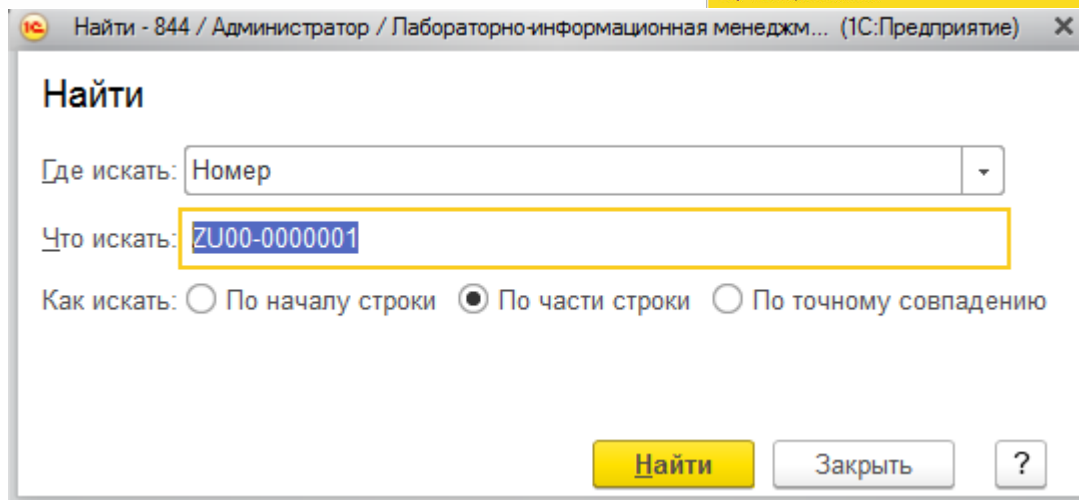 Найти - 844 / Администратор / Лабораторно-информационная менеджм... (1С:Предприятие)
Найти
Где искать: Номер
Что искать: ZU00-0000001
Как искать: По началу строки По части строки По точному совпадению
Найти Закрыть ?